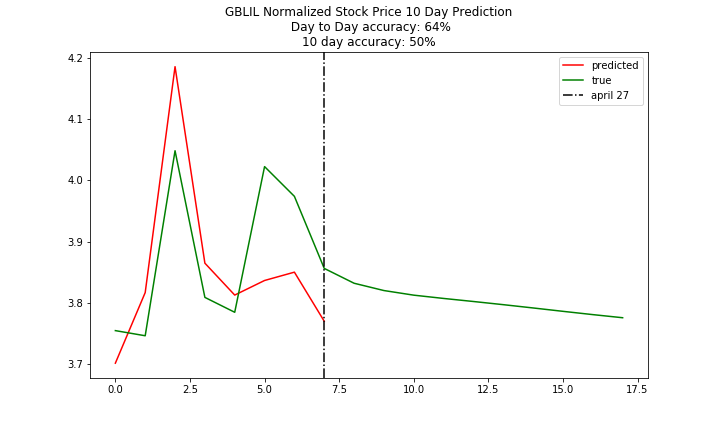 GBLIL Normalized Stock Price 10 Day Prediction
Day to Day accuracy: 64%
10 day accuracy: 50%
predicted
true
april 27
4.2
4.1
4.0
3.9
3.8
3.7
0.0 2.5 5.0 7.5 10.0 12.5 15.0 17.5